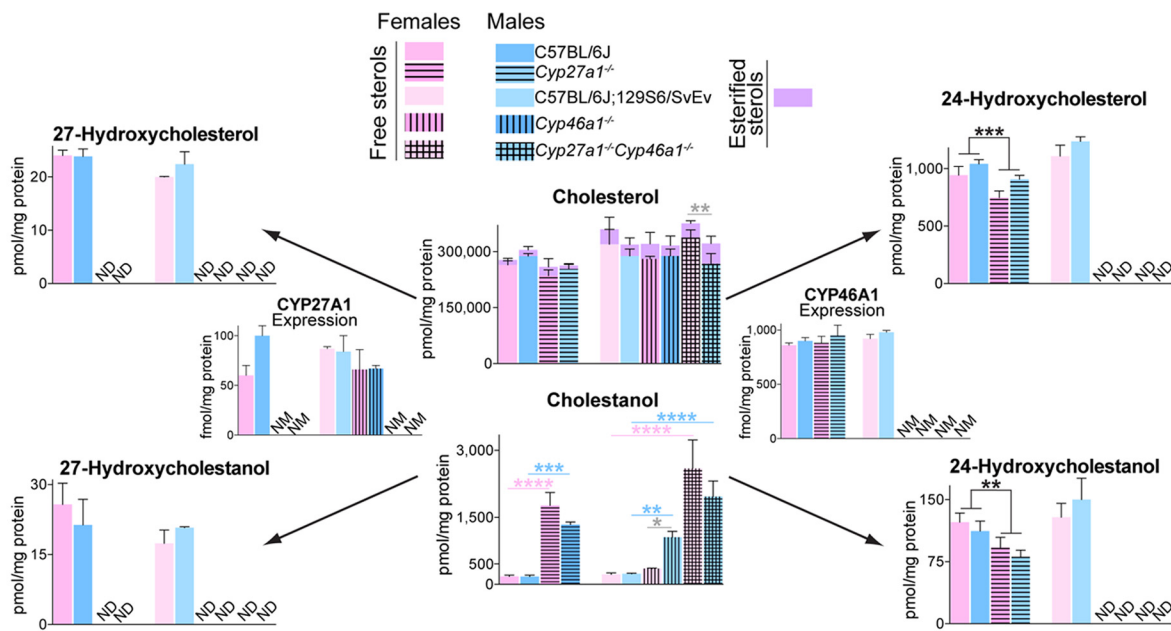 Females Males
Free sterols
C57BL/6J
Cyp27a1-/-
C57BL/6J;129S6/SvEv
Cyp46a1-/-
Cyp27a1-/-Cyp46a1-/-
Esterified sterols
27-Hydroxycholesterol
pmol/mg protein
20
10
0
ND
ND
ND
ND
ND
ND
Cholesterol
pmol/mg protein
300,000
150,000
0
**
24-Hydroxycholesterol
pmol/mg protein
1,000
500
0
***
ND
ND
ND
ND
CYP27A1
Expression
fmol/mg protein
100
50
0
NM
NM
NM
NM
CYP46A1
Expression
fmol/mg protein
1,000
500
0
NM
NM
NM
NM
27-Hydroxycholestanol
pmol/mg protein
30
15
0
ND
ND
ND
ND
ND
ND
Cholestanol
pmol/mg protein
3,000
1,500
500
0
****
****
***
****
**
*
24-Hydroxycholestanol
pmol/mg protein
150
75
0
**
ND
ND
ND
ND